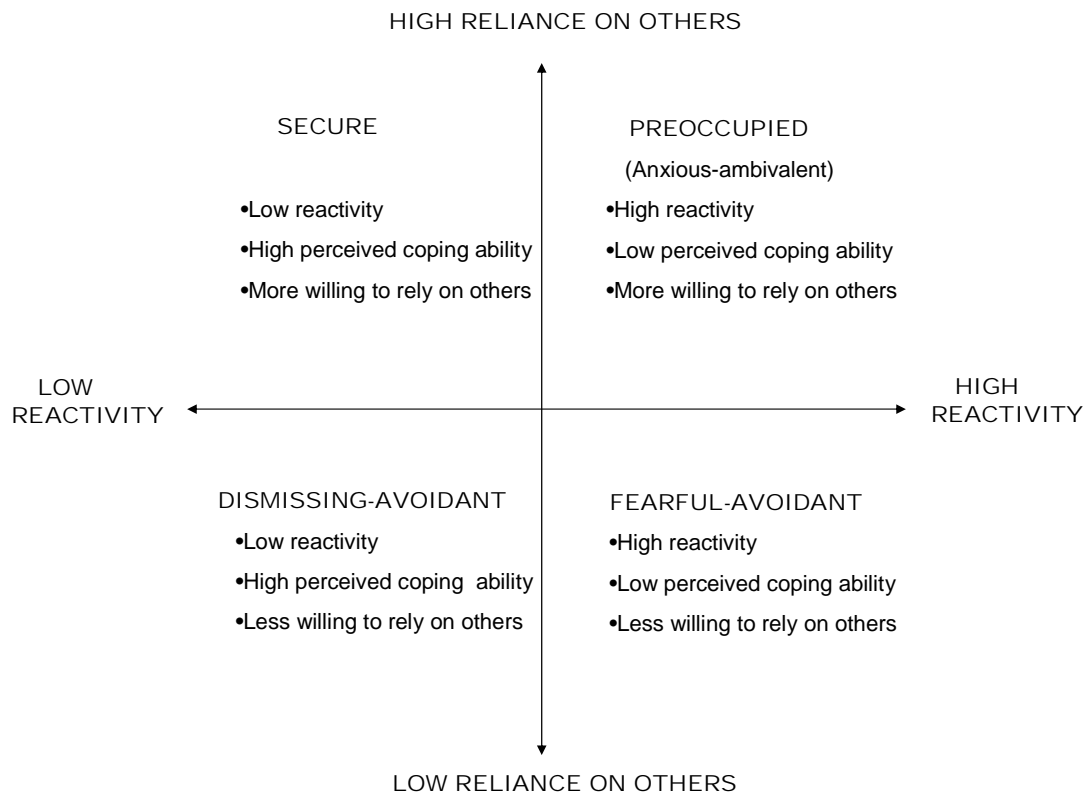 HIGH RELIANCE ON OTHERS
SECURE
•Low reactivity
•High perceived coping ability
•More willing to rely on others
PREOCCUPIED
(Anxious-ambivalent)
•High reactivity
•Low perceived coping ability
•More willing to rely on others
LOW
REACTIVITY
HIGH
REACTIVITY
DISMISSING-AVOIDANT
•Low reactivity
•High perceived coping  ability
•Less willing to rely on others
FEARFUL-AVOIDANT
•High reactivity
•Low perceived coping ability
•Less willing to rely on others
LOW RELIANCE ON OTHERS